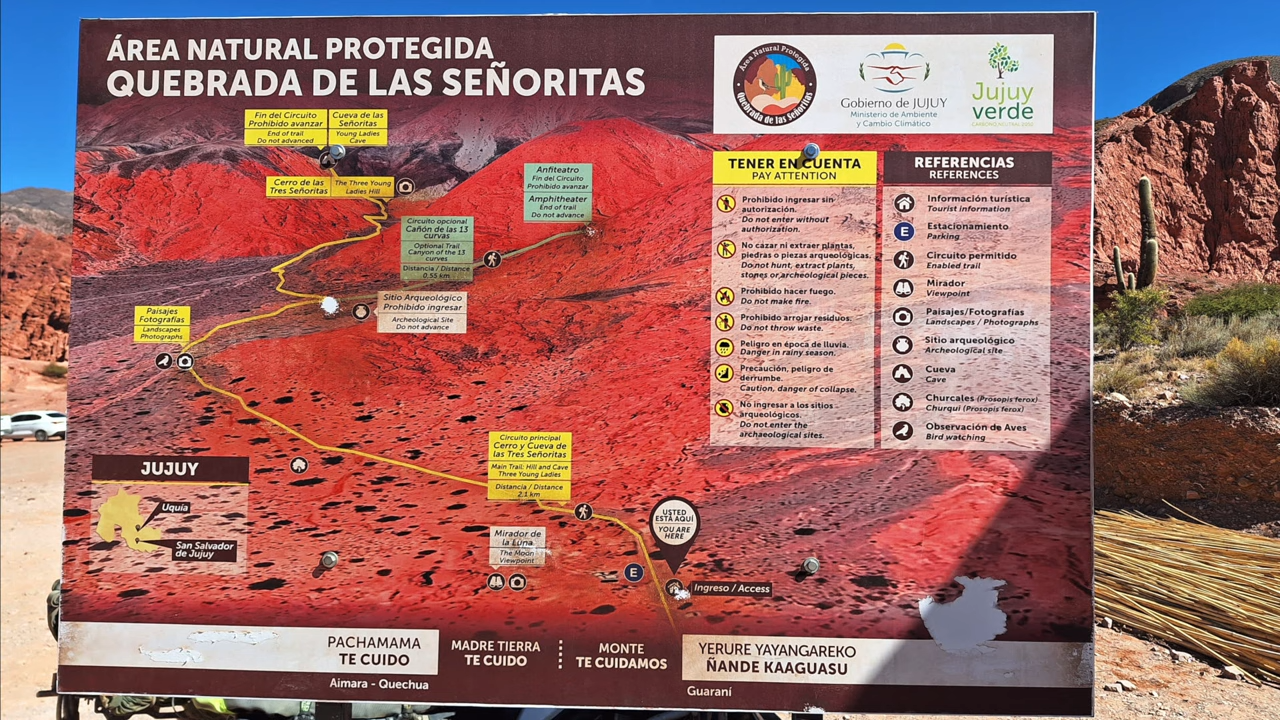 ÁREA NATURAL PROTEGIDA
QUEBRADA DE LAS SEÑORITAS
Área Natural Protegida
Quebrada de las Señoritas
Gobierno de JUJUY
Ministerio de Ambiente
y Cambio Climático
Jujuy
verde
Fin del Circuito
Prohibido avanzar
End of trail
Do not advanced
Cueva de las
Señoritas
Young Ladies
Cave
Cerro de las
Tres Señoritas
The Three Young
Ladies Hill
Anfiteatro
Fin del Circuito
Prohibido avanzar
Amphitheater
End of trail
Do not advance
Circuito opcional
Cañón de las 13
curvas
Optional Trail
Canyon of the 13
curves
Distancia / Distance
0.55 km
Sitio Arqueológico
Prohibido ingresar
Archeological Site
Do not advance
Paisajes
Fotografías
Landscapes
Photographs
Circuito principal
Cerro y Cueva de
las Tres Señoritas
Main Trail: Hill and Cave
Three Young Ladies
Distancia / Distance
2,1 km
Mirador de
la Luna
The Moon
Viewpoint
USTED
ESTÁ AQUÍ
YOU ARE
HERE
E
Ingreso / Access
JUJUY
Uquía
San Salvador
de Jujuy
TENER EN CUENTA
PAY ATTENTION
Prohibido ingresar sin
autorización.
Do not enter without
authorization.
No cazar ni extraer plantas,
piedras o piezas arqueológicas.
Do not hunt, extract plants,
stones or archeological pieces.
Prohibido hacer fuego.
Do not make fire.
Prohibido arrojar residuos.
Do not throw waste.
Peligro en época de lluvia.
Danger in rainy season.
Precaución, peligro de
derrumbe.
Caution, danger of collapse.
No ingresar a los sitios
arqueológicos.
Do not enter the
archaeological sites.
REFERENCIAS
REFERENCES
Información turística
Tourist information
E
Estacionamiento
Parking
Circuito permitido
Enabled trail
Mirador
Viewpoint
Paisajes/Fotografías
Landscapes / Photographs
Sitio arqueológico
Archeological site
Cueva
Cave
Churcales (Prosopis ferox)
Churqui (Prosopis ferox)
Observación de Aves
Bird watching
PACHAMAMA
TE CUIDO
Aimara - Quechua
MADRE TIERRA
TE CUIDO
MONTE
TE CUIDAMOS
YERURE YAYANGAREKO
ÑANDE KAAGUASU
Guaraní